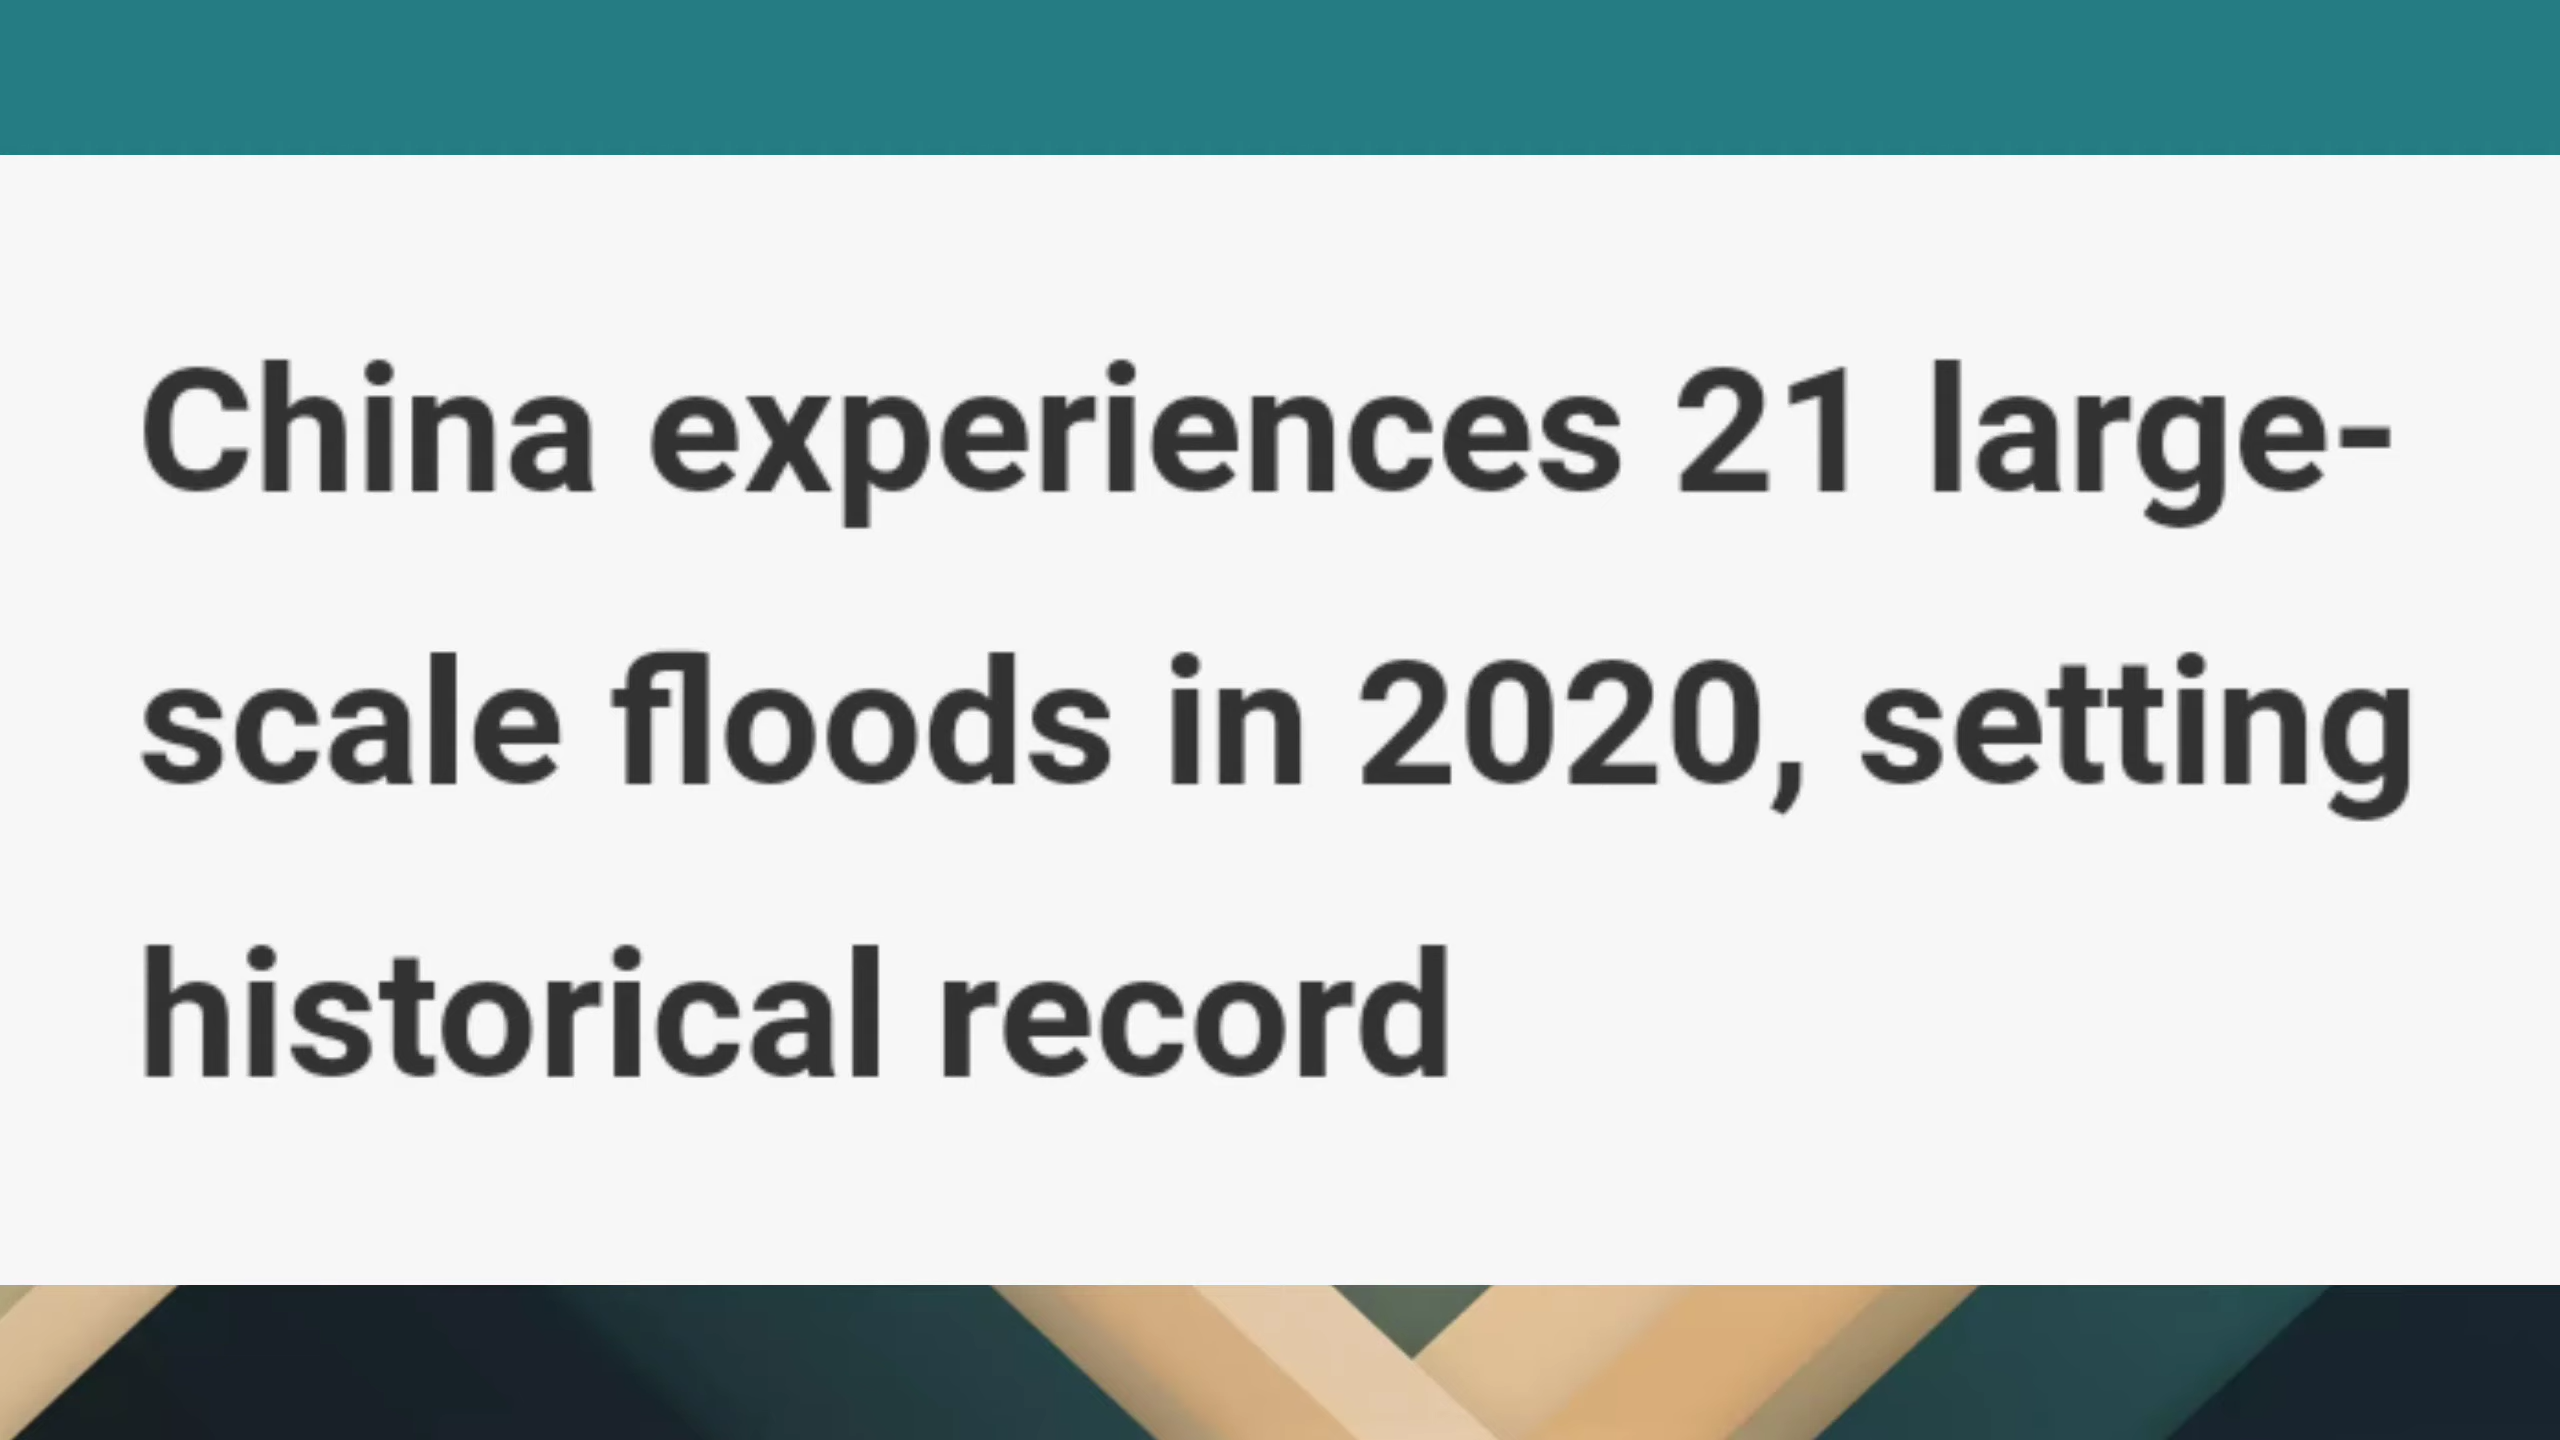 China experiences 21 large-
scale floods in 2020, setting
historical record